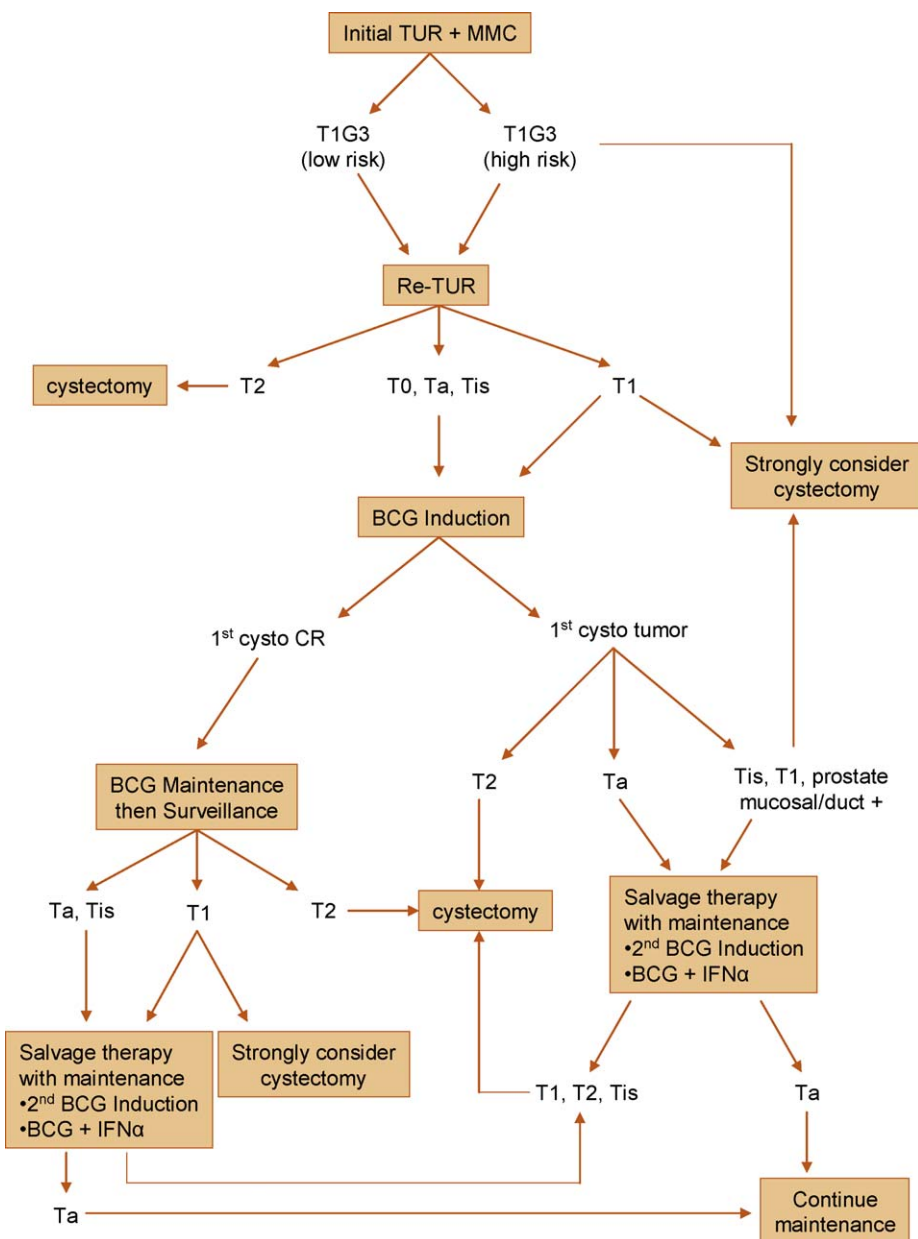 Initial TUR + MMC
T1G3
(low risk)
T1G3
(high risk)
Re-TUR
cystectomy
T2
T0, Ta, Tis
T1
Strongly consider
cystectomy
BCG Induction
1st cysto CR
1st cysto tumor
BCG Maintenance
then Surveillance
T2
Ta
Tis, T1, prostate
mucosal/duct +
Ta, Tis
T1
T2
cystectomy
Salvage therapy
with maintenance
•2nd BCG Induction
•BCG + IFNα
Salvage therapy
with maintenance
•2nd BCG Induction
•BCG + IFNα
Strongly consider
cystectomy
T1, T2, Tis
Ta
Ta
Continue
maintenance